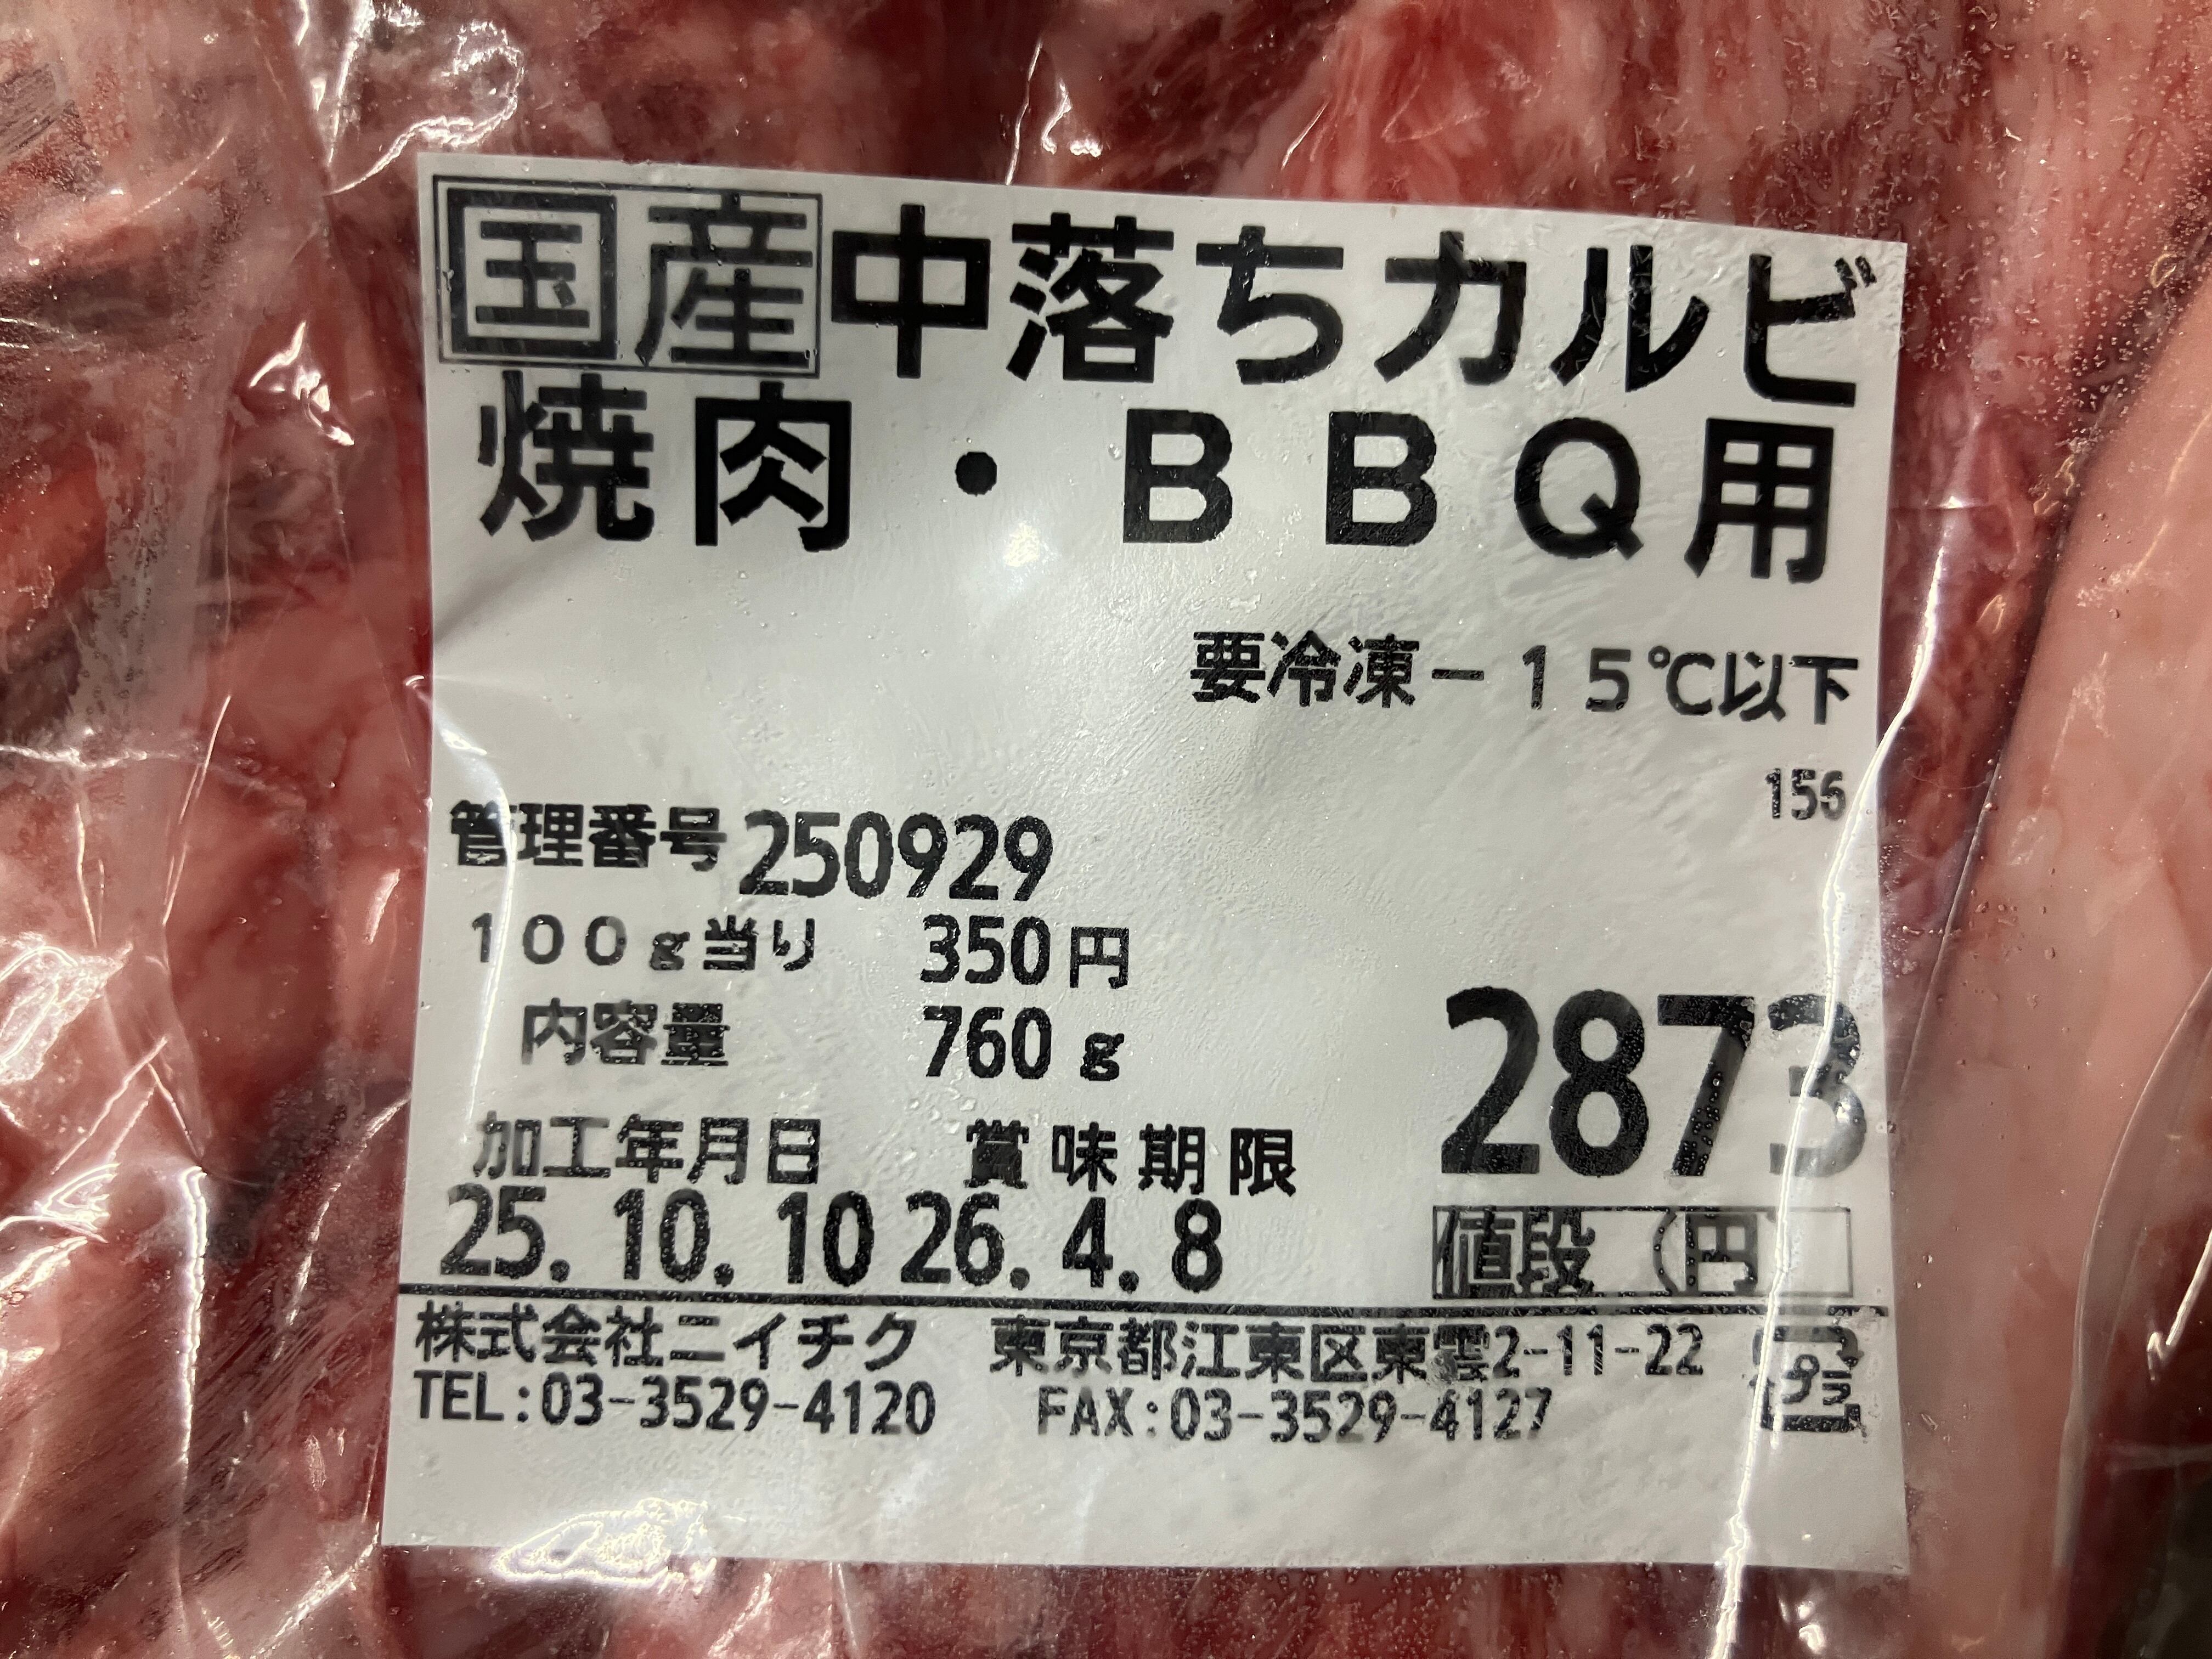 国産中落ちカルビ
焼肉・ＢＢＱ用
要冷凍－１５℃以下
156
管理番号250929
１００ｇ当り 350円
内容量 760ｇ
2873
値段（円）
加工年月日 賞味期限
25.10.10 26.4.8
株式会社ニイチク 東京都江東区東雲2-11-22
TEL:03-3529-4120 FAX:03-3529-4127
プラ